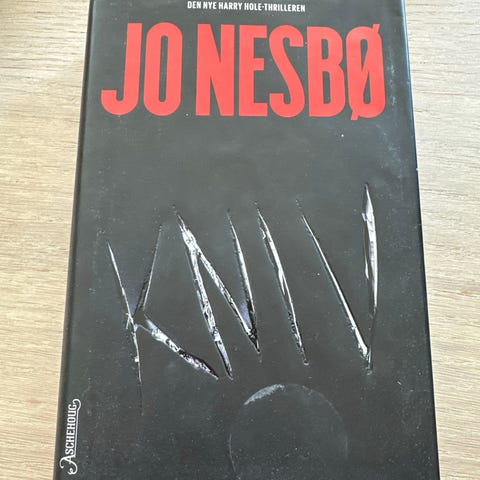 DEN NYE HARRY HOLE-THRILLEREN
JO NESBØ
KNIV
ASCHEHOUG